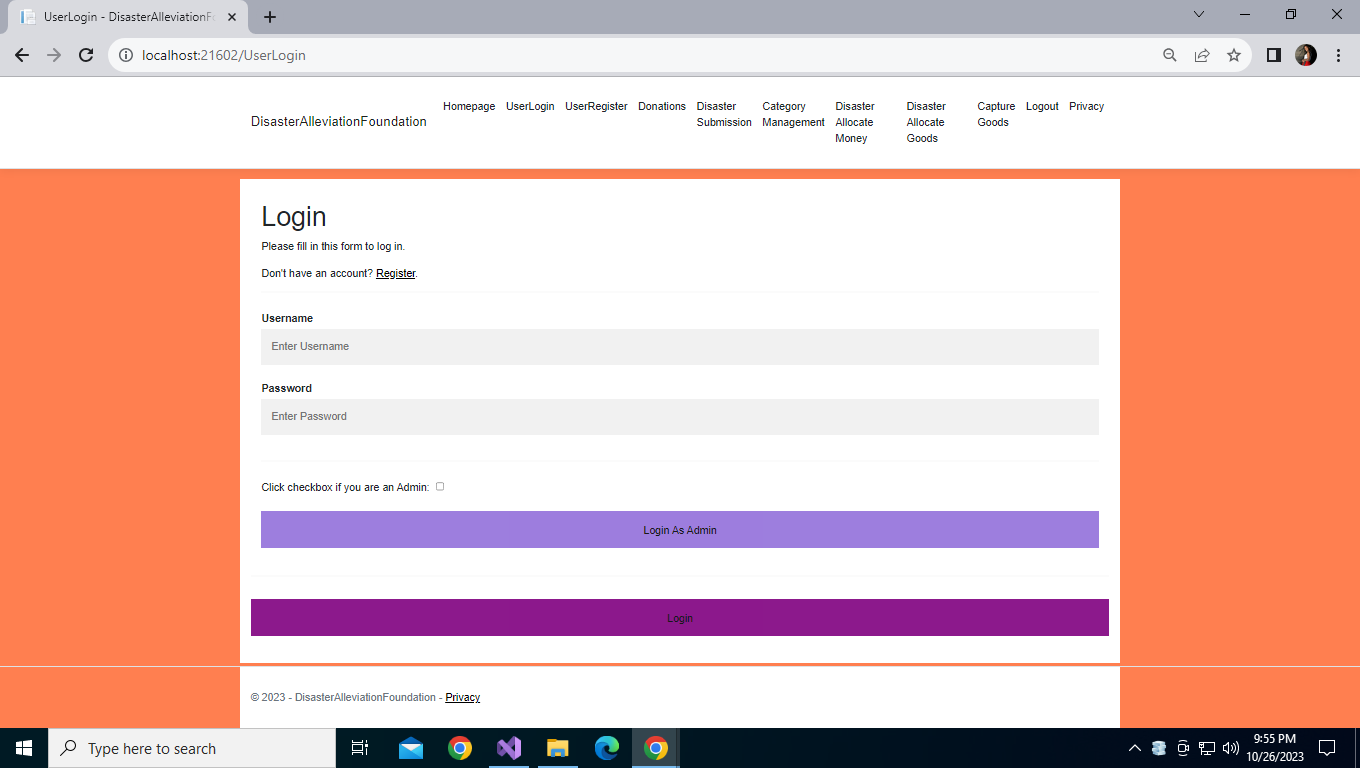 UserLogin - DisasterAlleviationF
localhost:21602/UserLogin
DisasterAlleviationFoundation
Homepage
UserLogin
UserRegister
Donations
Disaster
Submission
Category
Management
Disaster
Allocate
Money
Disaster
Allocate
Goods
Capture
Goods
Logout
Privacy
Login
Please fill in this form to log in.
Don't have an account? Register.
Username
Enter Username
Password
Enter Password
Click checkbox if you are an Admin:
Login As Admin
Login
© 2023 - DisasterAlleviationFoundation - Privacy
Type here to search
9:55 PM
10/26/2023